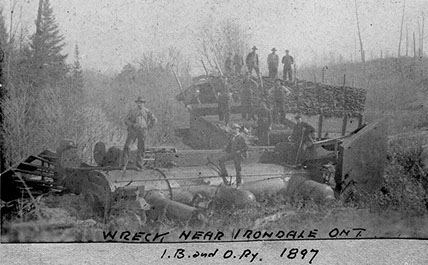 WRECK NEAR IRONDALE ONT.
I. B. and O. Ry. 1897